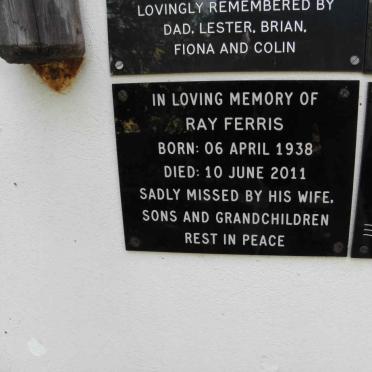 LOVINGLY REMEMBERED BY
DAD, LESTER, BRIAN,
FIONA AND COLIN
IN LOVING MEMORY OF
RAY FERRIS
BORN: 06 APRIL 1938
DIED: 10 JUNE 2011
SADLY MISSED BY HIS WIFE,
SONS AND GRANDCHILDREN
REST IN PEACE